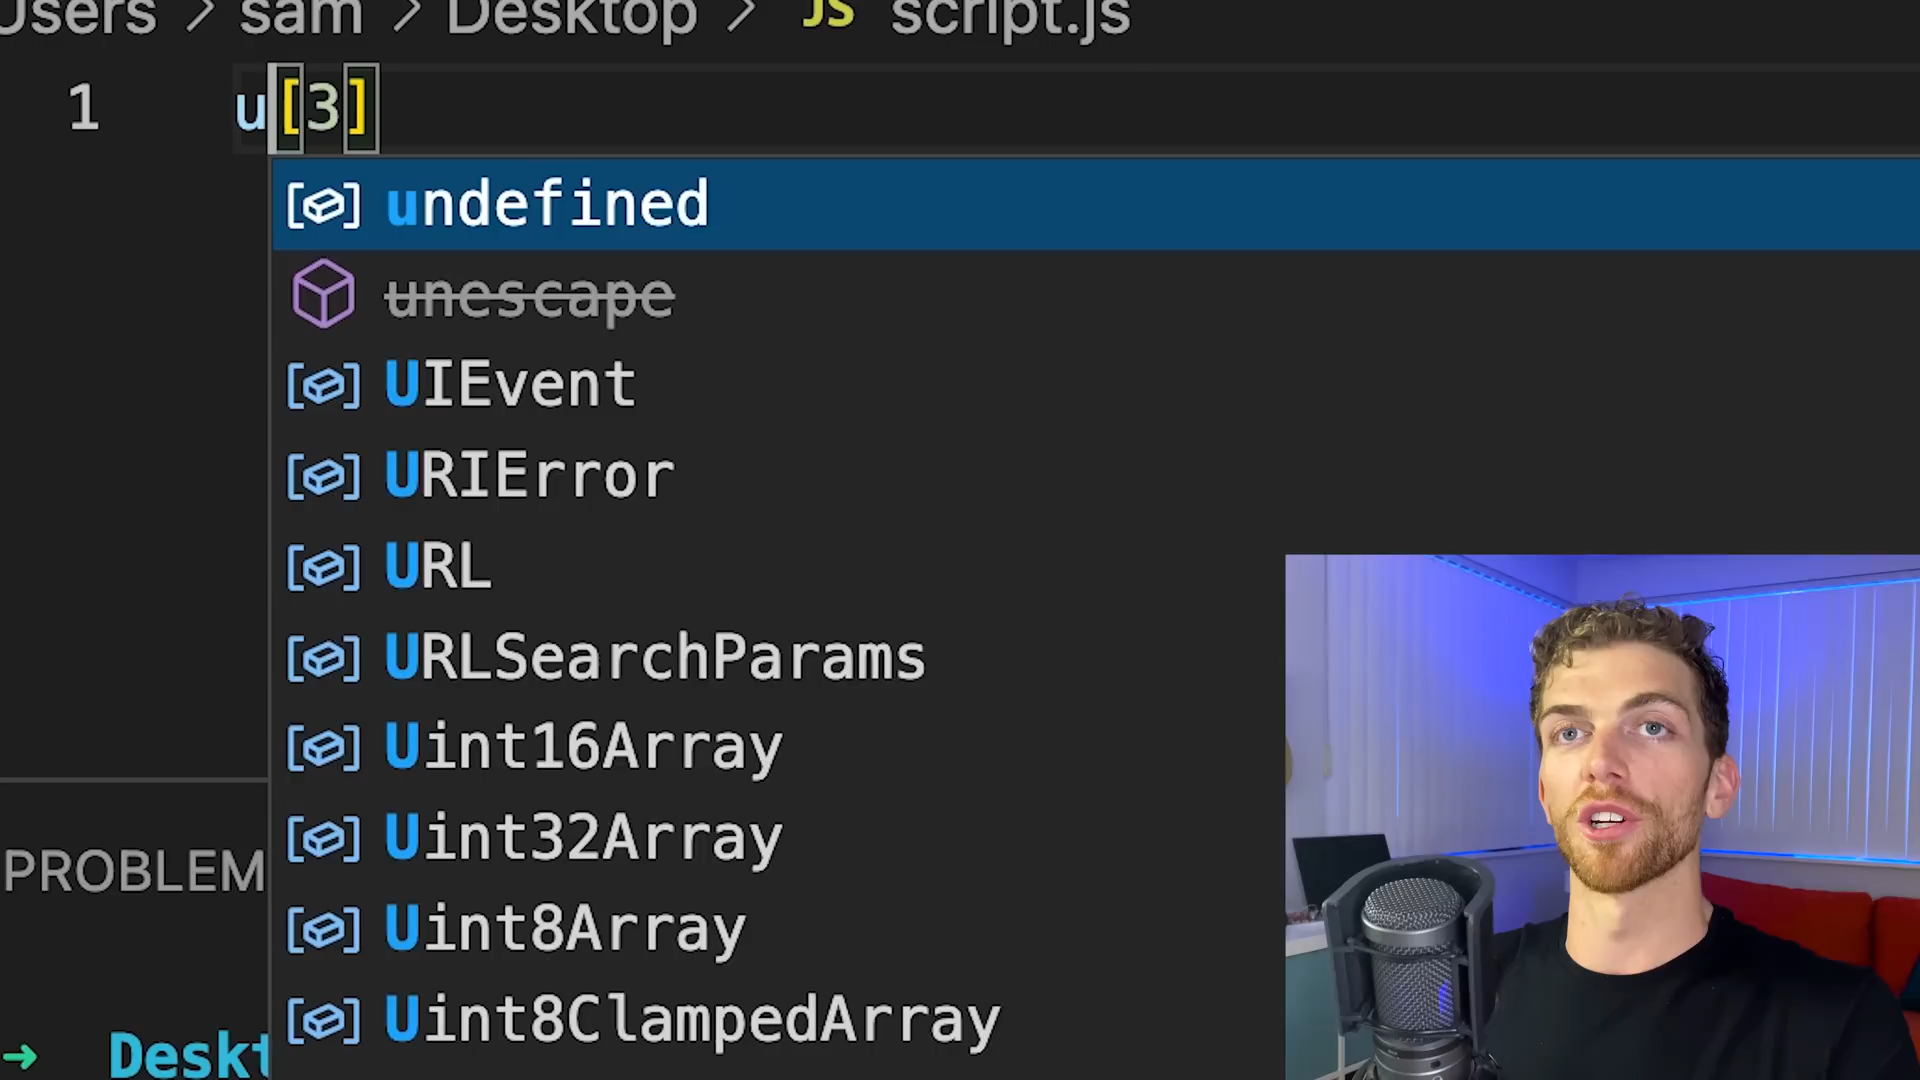 Users > sam > Desktop > JS script.js
1 u[3]
undefined
unescape
UIEvent
URIError
URL
URLSearchParams
Uint16Array
Uint32Array
Uint8Array
Uint8ClampedArray
PROBLEM
→ Deskt